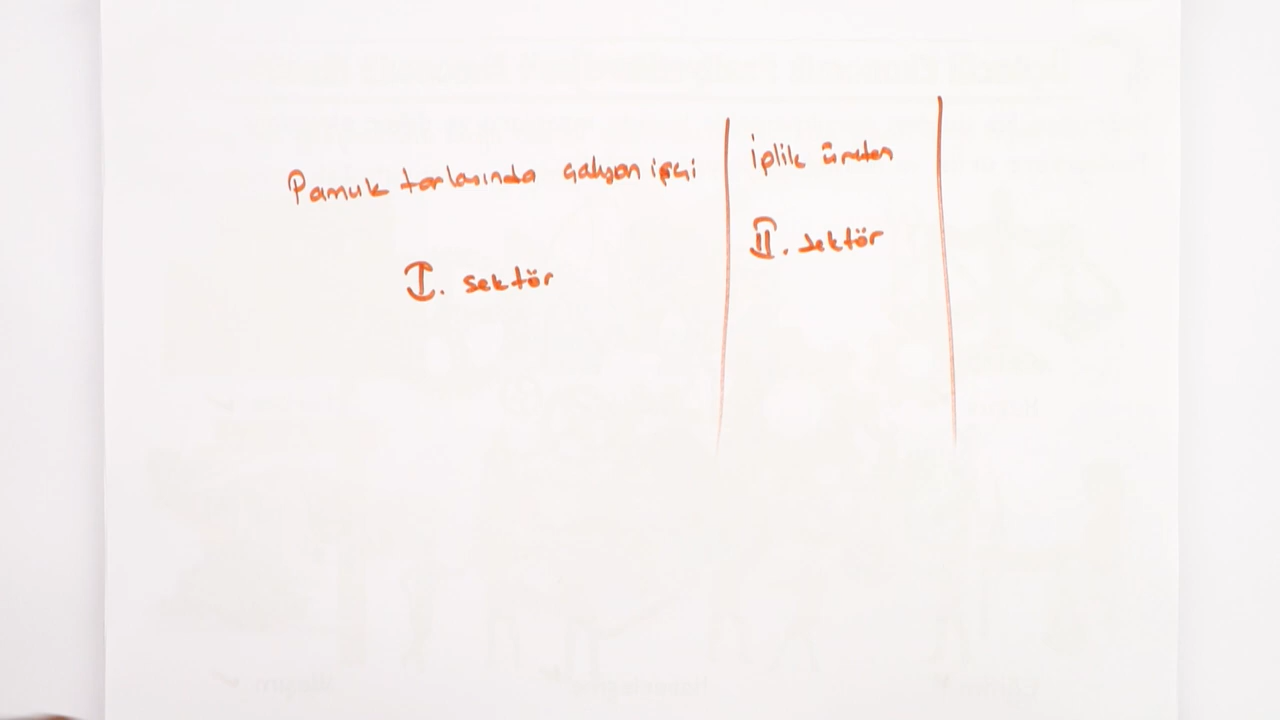 Pamuk tarlasında çalışan işçi
I. sektör
İplik üreten
II. sektör